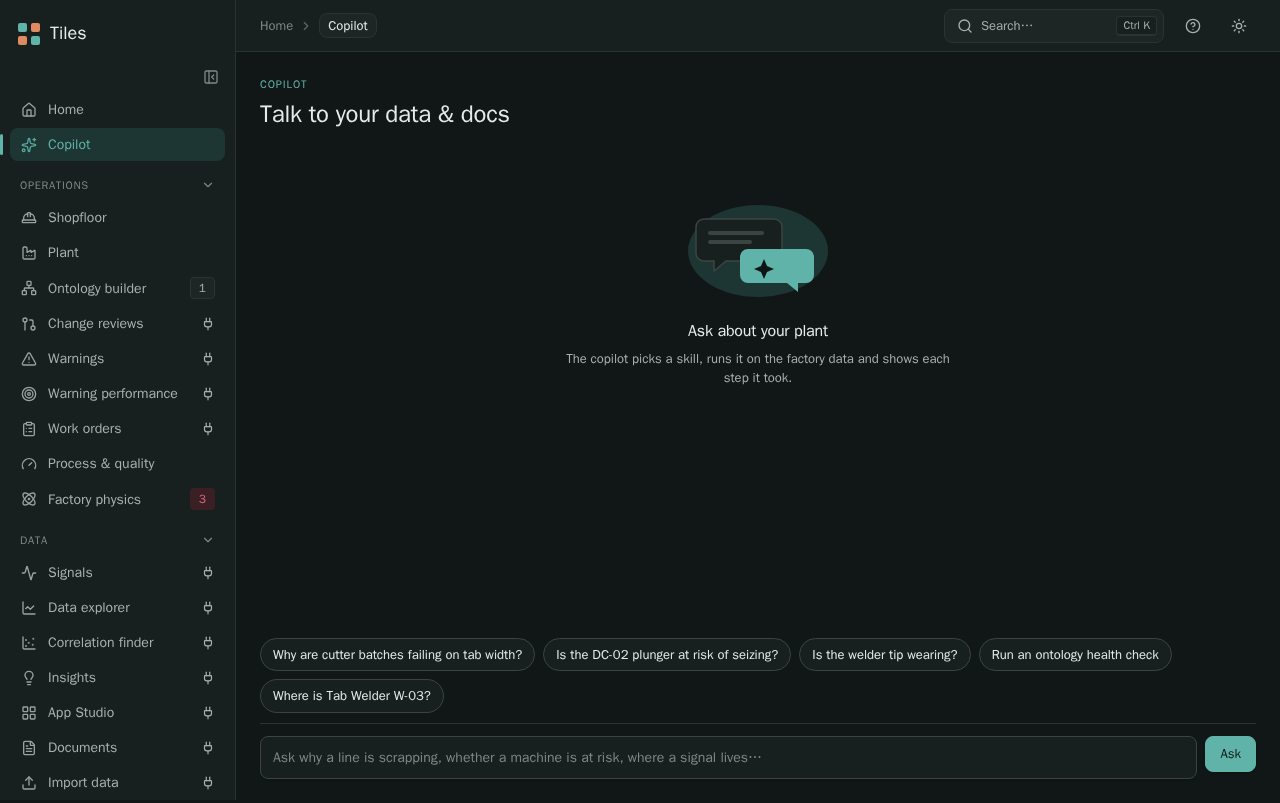 Tiles
Home
Copilot
OPERATIONS
Shopfloor
Plant
Ontology builder 1
Change reviews
Warnings
Warning performance
Work orders
Process & quality
Factory physics 3
DATA
Signals
Data explorer
Correlation finder
Insights
App Studio
Documents
Import data
Home Copilot
Search… Ctrl K
COPILOT
Talk to your data & docs
Ask about your plant
The copilot picks a skill, runs it on the factory data and shows each
step it took.
Why are cutter batches failing on tab width? Is the DC-02 plunger at risk of seizing? Is the welder tip wearing? Run an ontology health check
Where is Tab Welder W-03?
Ask why a line is scrapping, whether a machine is at risk, where a signal lives… Ask